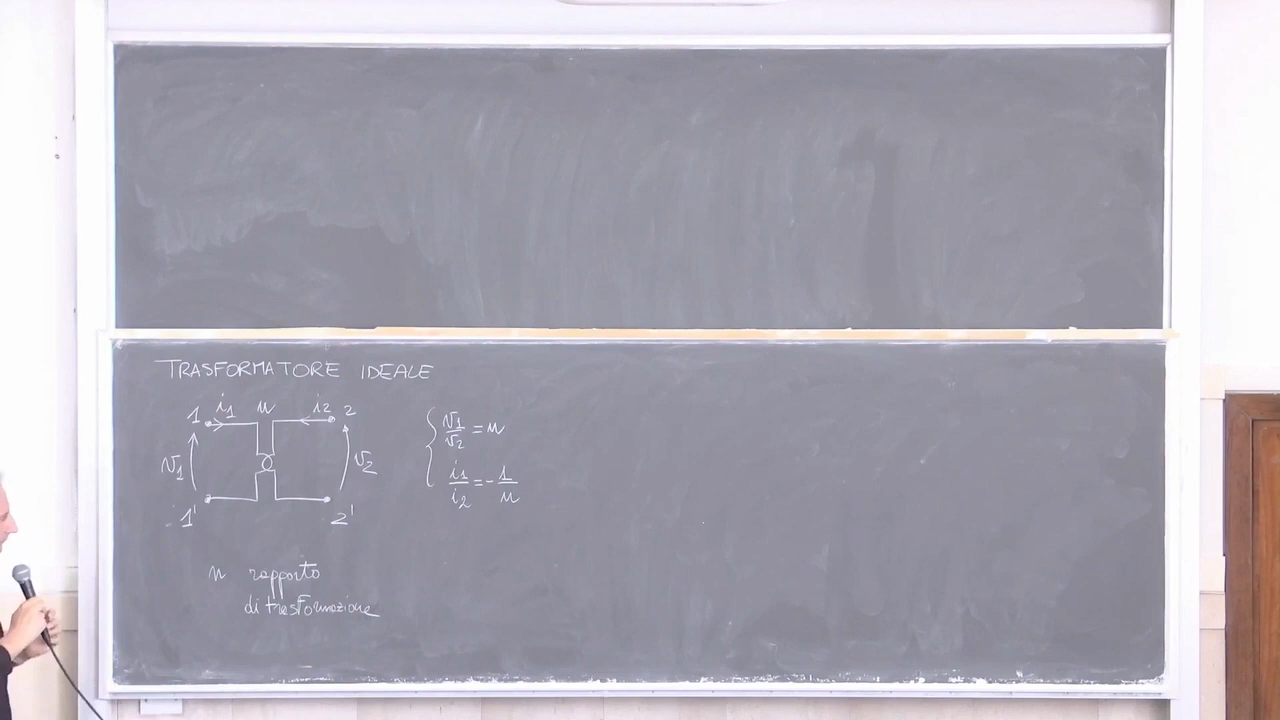 TRASFORMATORE IDEALE
1 i1 n i2 2
v1 v2
1' 2'
v1/v2 = n
i1/i2 = -1/n
n rapporto
di trasformazione